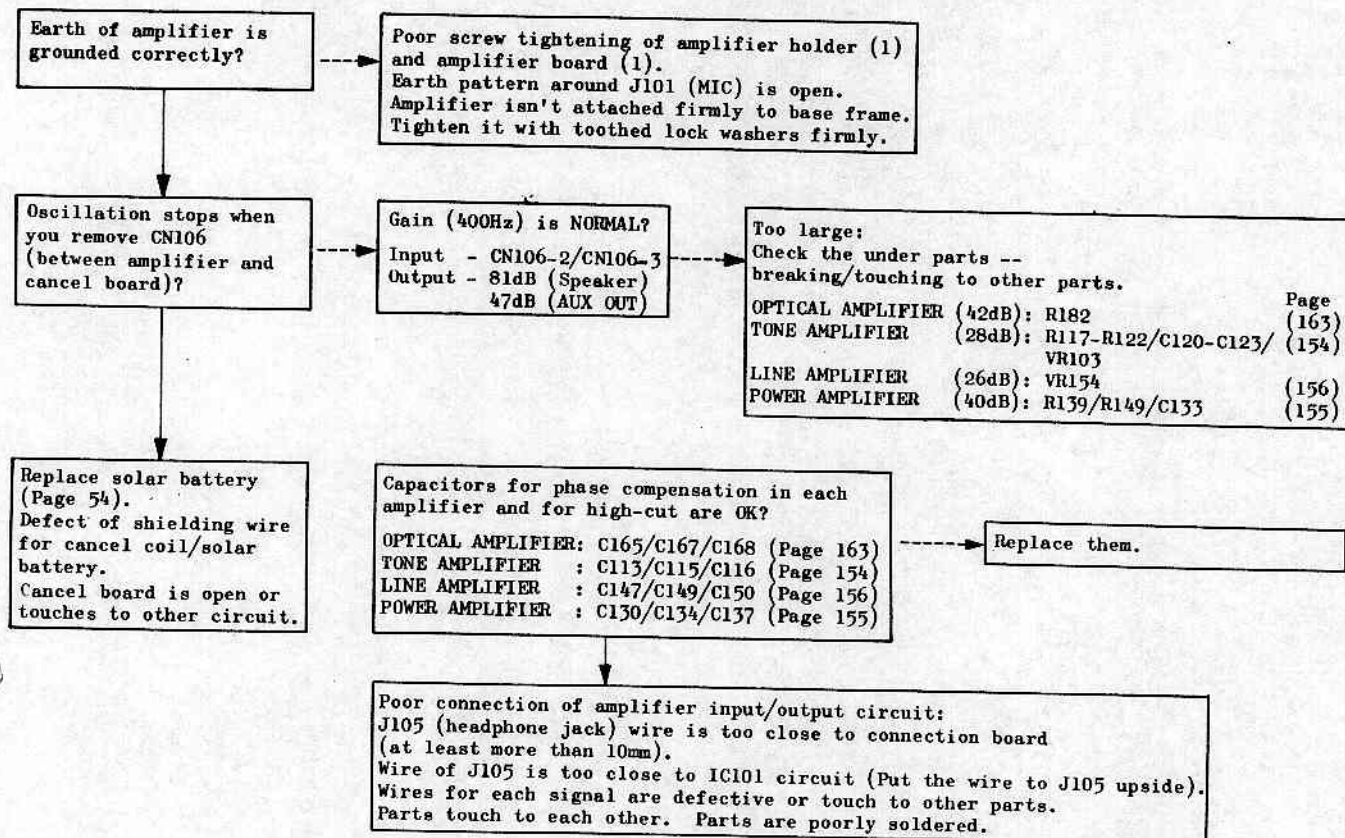 Earth of amplifier is
grounded correctly?
Poor screw tightening of amplifier holder (1)
and amplifier board (1).
Earth pattern around J101 (MIC) is open.
Amplifier isn't attached firmly to base frame.
Tighten it with toothed lock washers firmly.
Oscillation stops when
you remove CN106
(between amplifier and
cancel board)?
Gain (400Hz) is NORMAL?
Input - CN106-2/CN106-3
Output - 81dB (Speaker)
47dB (AUX OUT)
Too large:
Check the under parts --
breaking/touching to other parts.
Page
OPTICAL AMPLIFIER (42dB): R182 (163)
TONE AMPLIFIER (28dB): R117-R122/C120-C123/ (154)
VR103
LINE AMPLIFIER (26dB): VR154 (156)
POWER AMPLIFIER (40dB): R139/R149/C133 (155)
Replace solar battery
(Page 54).
Defect of shielding wire
for cancel coil/solar
battery.
Cancel board is open or
touches to other circuit.
Capacitors for phase compensation in each
amplifier and for high-cut are OK?
OPTICAL AMPLIFIER: C165/C167/C168 (Page 163)
TONE AMPLIFIER : C113/C115/C116 (Page 154)
LINE AMPLIFIER : C147/C149/C150 (Page 156)
POWER AMPLIFIER : C130/C134/C137 (Page 155)
Replace them.
Poor connection of amplifier input/output circuit:
J105 (headphone jack) wire is too close to connection board
(at least more than 10mm).
Wire of J105 is too close to IC101 circuit (Put the wire to J105 upside).
Wires for each signal are defective or touch to other parts.
Parts touch to each other. Parts are poorly soldered.